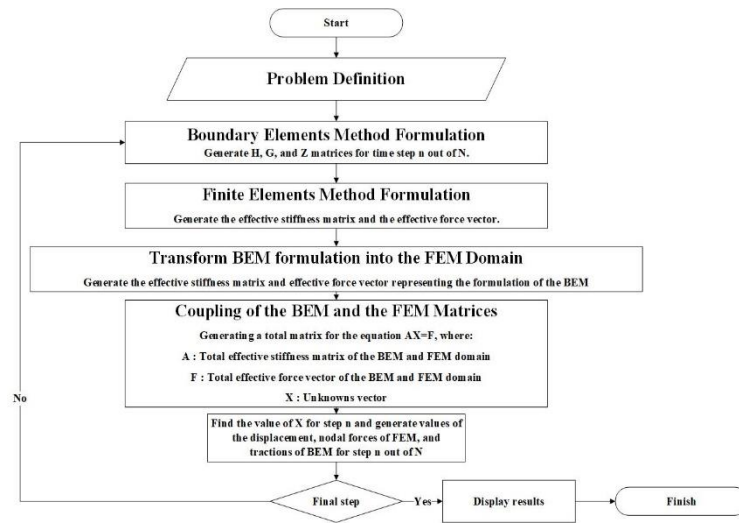 Start
Problem Definition
Boundary Elements Method Formulation
Generate H, G, and Z matrices for time step n out of N.
Finite Elements Method Formulation
Generate the effective stiffness matrix and the effective force vector.
Transform BEM formulation into the FEM Domain
Generate the effective stiffness matrix and effective force vector representing the formulation of the BEM
Coupling of the BEM and the FEM Matrices
Generating a total matrix for the equation AX=F, where:
A : Total effective stiffness matrix of the BEM and FEM domain
F : Total effective force vector of the BEM and FEM domain
X : Unknowns vector
No
Find the value of X for step n and generate values of
the displacement, nodal forces of FEM, and
tractions of BEM for step n out of N
Final step
Yes
Display results
Finish